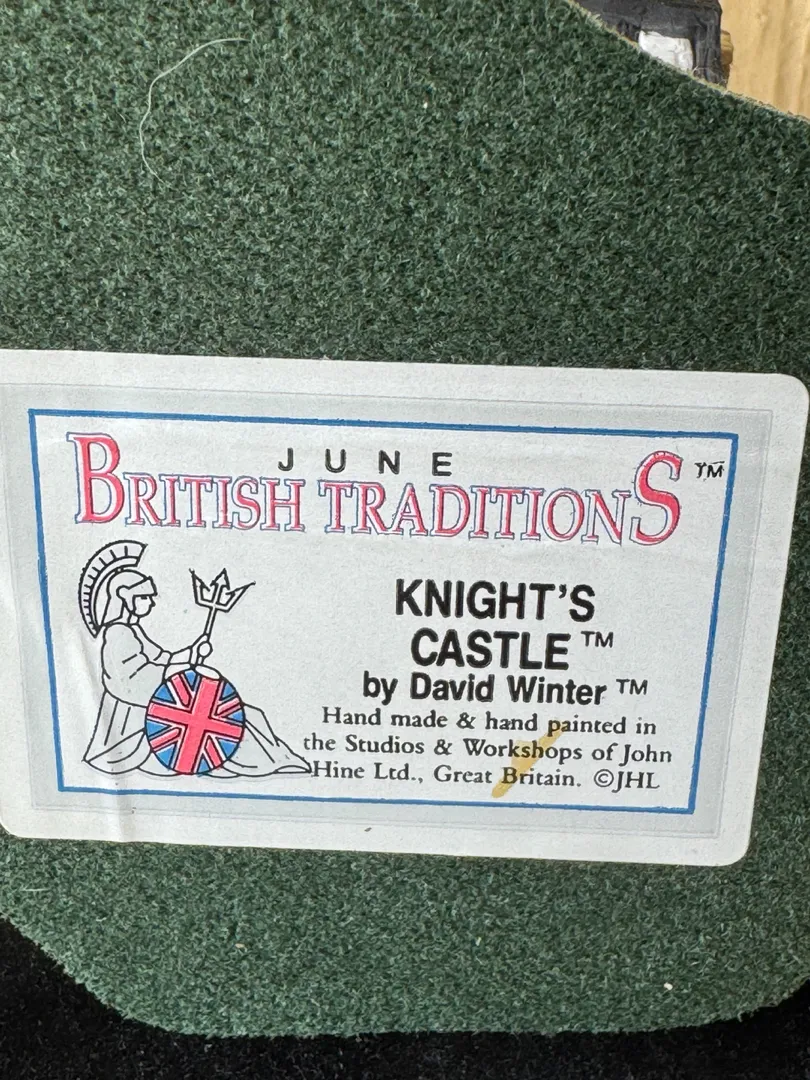 JUNE
BRITISH TRADITIONS™
KNIGHT'S
CASTLE™
by David Winter™
Hand made & hand painted in
the Studios & Workshops of John
Hine Ltd., Great Britain. ©JHL